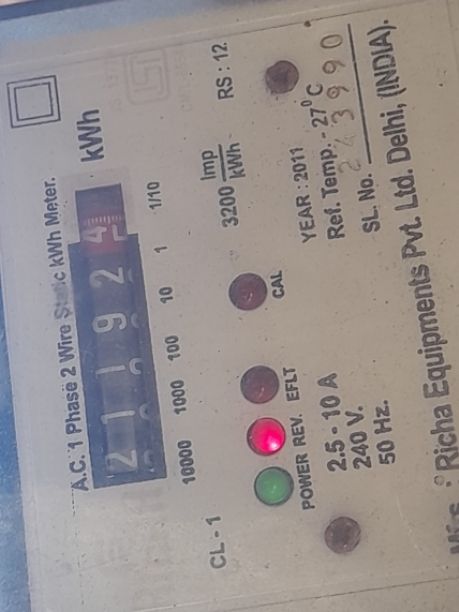 A.C. 1 Phase 2 Wire Static kWh Meter.
2 1 1 9 2 4 kWh
10000 1000 100 10 1 1/10
CL - 1
3200 Imp/kWh
RS : 12
POWER REV. EFLT CAL
2.5 - 10 A
240 V.
50 Hz.
YEAR : 2011
Ref. Temp. - 27°C
SL. No. 243990
Richa Equipments Pvt. Ltd. Delhi, (INDIA).